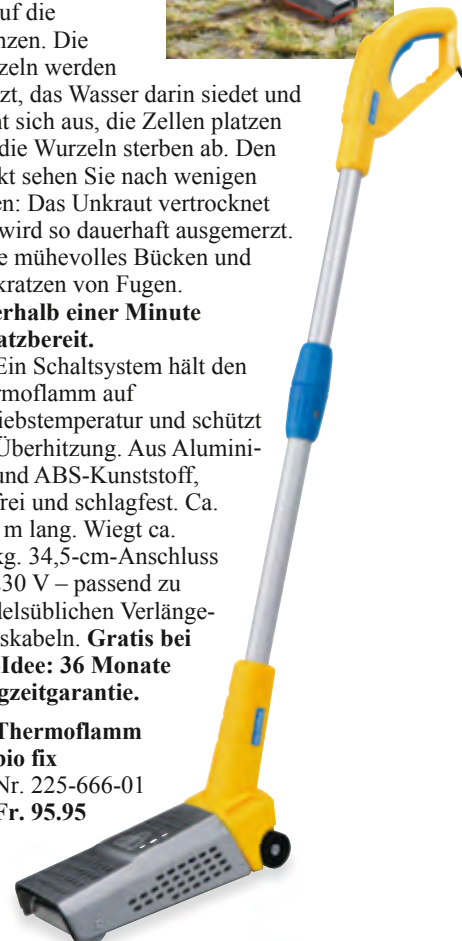 uf die
nzen. Die
zeln werden
zt, das Wasser darin siedet und
nt sich aus, die Zellen platzen
die Wurzeln sterben ab. Den
kt sehen Sie nach wenigen
en: Das Unkraut vertrocknet
wird so dauerhaft ausgemerzt.
e mühevolles Bücken und
kratzen von Fugen.
erhalb einer Minute
atzbereit.
Ein Schaltsystem hält den
rmoflamm auf
iebstemperatur und schützt
Überhitzung. Aus Alumini-
und ABS-Kunststoff,
frei und schlagfest. Ca.
m lang. Wiegt ca.
kg. 34,5-cm-Anschluss
30 V – passend zu
delsüblichen Verlänge-
skabeln. Gratis bei
Idee: 36 Monate
gzeitgarantie.
Thermoflamm
bio fix
Nr. 225-666-01
Fr. 95.95